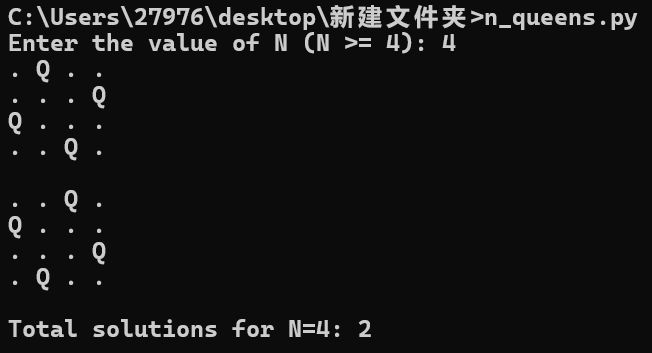 C:\Users\27976\desktop\新建文件夹>n_queens.py
Enter the value of N (N >= 4): 4
. Q . .
. . . Q
Q . . .
. . Q .
. . Q .
Q . . .
. . . Q
. Q . .
Total solutions for N=4: 2